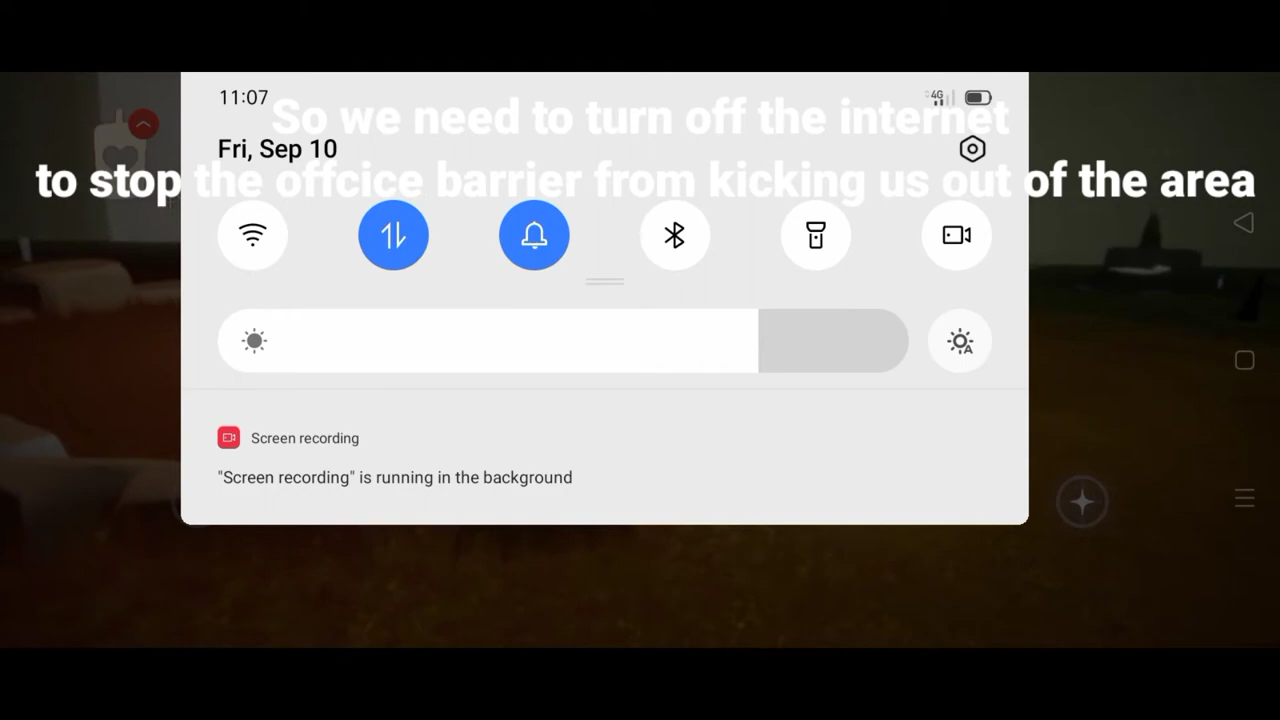 11:07
4G
So we need to turn off the internet
Fri, Sep 10
to stop the offcice barrier from kicking us out of the area
A
Screen recording
"Screen recording" is running in the background